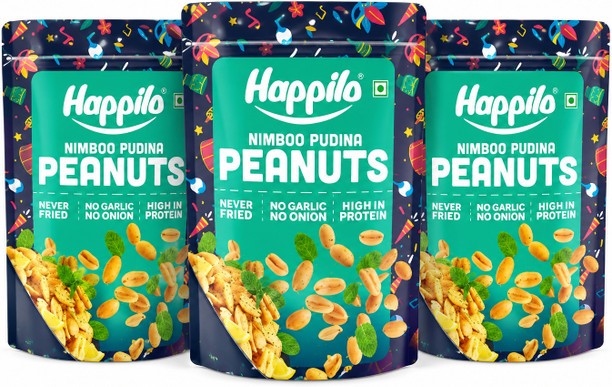 Happilo®
NIMBOO PUDINA
PEANUTS
NEVER FRIED
NO GARLIC NO ONION
HIGH IN PROTEIN
Happilo®
NIMBOO PUDINA
PEANUTS
NEVER FRIED
NO GARLIC NO ONION
HIGH IN PROTEIN
Happilo®
NIMBOO PUDINA
PEANUTS
NEVER FRIED
NO GARLIC NO ONION
HIGH IN PROTEIN